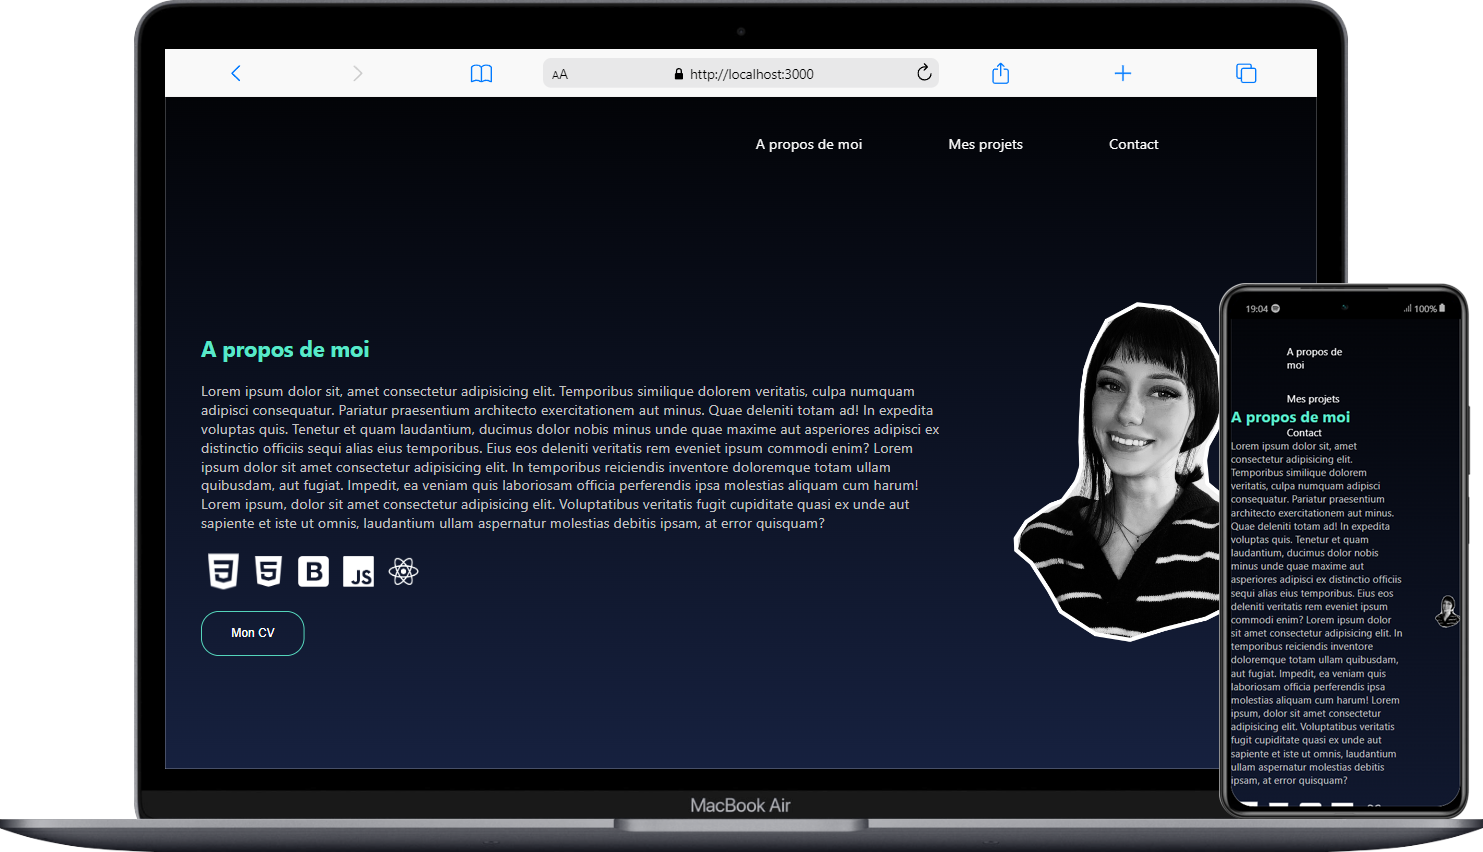 AA
http://localhost:3000
A propos de moi
Mes projets
Contact
A propos de moi
Lorem ipsum dolor sit, amet consectetur adipisicing elit. Temporibus similique dolorem veritatis, culpa numquam
adipisci consequatur. Pariatur praesentium architecto exercitationem aut minus. Quae deleniti totam ad! In expedita
voluptas quis. Tenetur et quam laudantium, ducimus dolor nobis minus unde quae maxime aut asperiores adipisci ex
distinctio officiis sequi alias eius temporibus. Eius eos deleniti veritatis rem eveniet ipsum commodi enim? Lorem
ipsum dolor sit amet consectetur adipisicing elit. In temporibus reiciendis inventore doloremque totam ullam
quibusdam, aut fugiat. Impedit, ea veniam quis laboriosam officia perferendis ipsa molestias aliquam cum harum!
Lorem ipsum, dolor sit amet consectetur adipisicing elit. Voluptatibus veritatis fugit cupiditate quasi ex unde aut
sapiente et iste ut omnis, laudantium ullam aspernatur molestias debitis ipsam, at error quisquam?
3
5
B
JS
Mon CV
MacBook Air
19:04
100%
A propos de
moi
Mes projets
A propos de moi
Contact
Lorem ipsum dolor sit, amet
consectetur adipisicing elit.
Temporibus similique dolorem
veritatis, culpa numquam adipisci
consequatur. Pariatur praesentium
architecto exercitationem aut minus.
Quae deleniti totam ad! In expedita
voluptas quis. Tenetur et quam
laudantium, ducimus dolor nobis
minus unde quae maxime aut
asperiores adipisci ex distinctio officiis
sequi alias eius temporibus. Eius eos
deleniti veritatis rem eveniet ipsum
commodi enim? Lorem ipsum dolor
sit amet consectetur adipisicing elit. In
temporibus reiciendis inventore
doloremque totam ullam quibusdam,
aut fugiat. Impedit, ea veniam quis
laboriosam officia perferendis ipsa
molestias aliquam cum harum! Lorem
ipsum, dolor sit amet consectetur
adipisicing elit. Voluptatibus veritatis
fugit cupiditate quasi ex unde aut
sapiente et iste ut omnis, laudantium
ullam aspernatur molestias debitis
ipsam, at error quisquam?